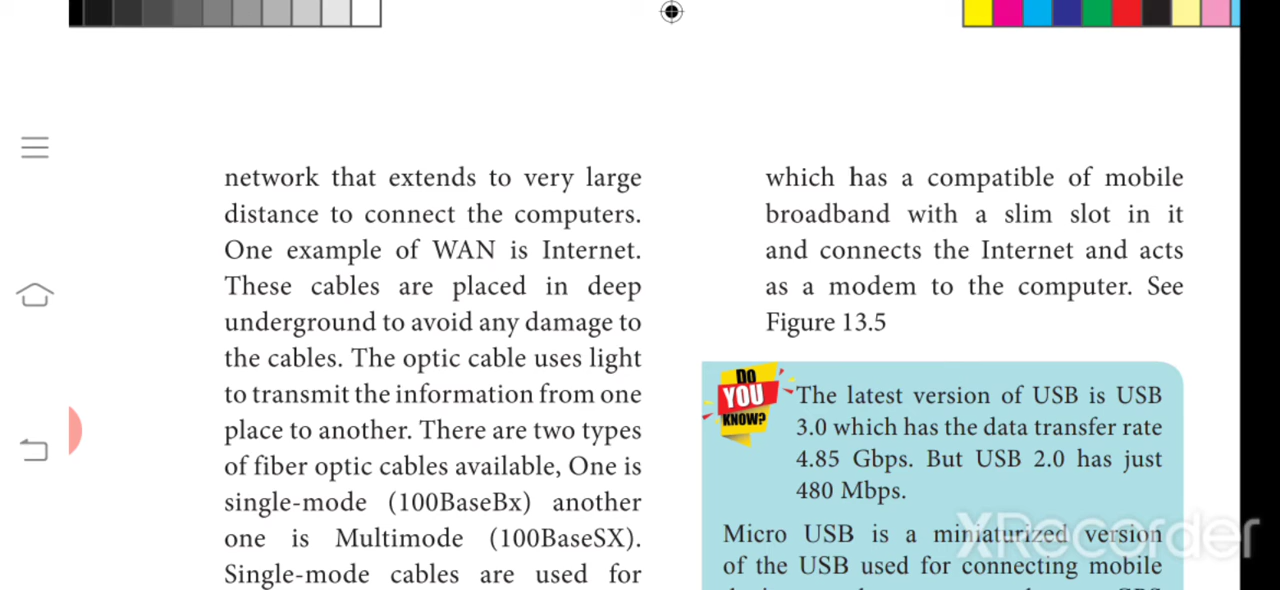 network that extends to very large
distance to connect the computers.
One example of WAN is Internet.
These cables are placed in deep
underground to avoid any damage to
the cables. The optic cable uses light
to transmit the information from one
place to another. There are two types
of fiber optic cables available, One is
single-mode (100BaseBx) another
one is Multimode (100BaseSX).
Single-mode cables are used for
which has a compatible of mobile
broadband with a slim slot in it
and connects the Internet and acts
as a modem to the computer. See
Figure 13.5
DO
YOU
KNOW?
The latest version of USB is USB
3.0 which has the data transfer rate
4.85 Gbps. But USB 2.0 has just
480 Mbps.
Micro USB is a miniaturized version
of the USB used for connecting mobile
XRecorder